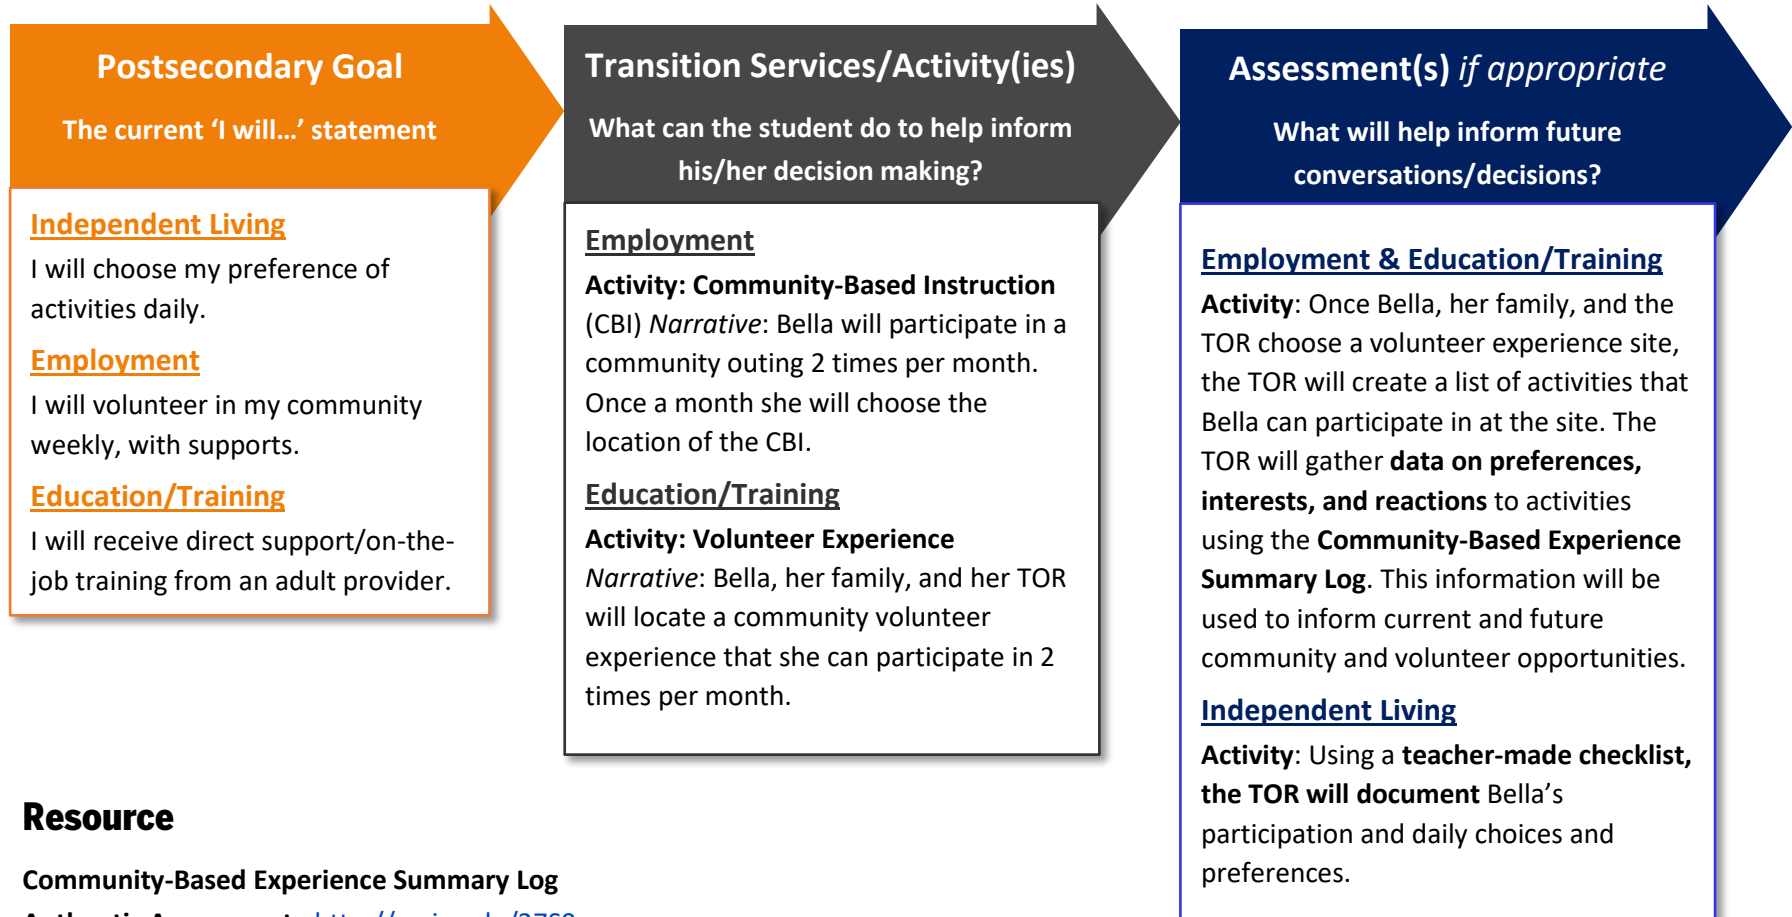 Postsecondary Goal
The current ‘I will…’ statement
Independent Living
I will choose my preference of
activities daily.
Employment
I will volunteer in my community
weekly, with supports.
Education/Training
I will receive direct support/on-the-
job training from an adult provider.
Transition Services/Activity(ies)
What can the student do to help inform
his/her decision making?
Employment
Activity: Community-Based Instruction
(CBI) Narrative: Bella will participate in a
community outing 2 times per month.
Once a month she will choose the
location of the CBI.
Education/Training
Activity: Volunteer Experience
Narrative: Bella, her family, and her TOR
will locate a community volunteer
experience that she can participate in 2
times per month.
Assessment(s) if appropriate
What will help inform future
conversations/decisions?
Employment & Education/Training
Activity: Once Bella, her family, and the
TOR choose a volunteer experience site,
the TOR will create a list of activities that
Bella can participate in at the site. The
TOR will gather data on preferences,
interests, and reactions to activities
using the Community-Based Experience
Summary Log. This information will be
used to inform current and future
community and volunteer opportunities.
Independent Living
Activity: Using a teacher-made checklist,
the TOR will document Bella’s
participation and daily choices and
preferences.
Resource
Community-Based Experience Summary Log